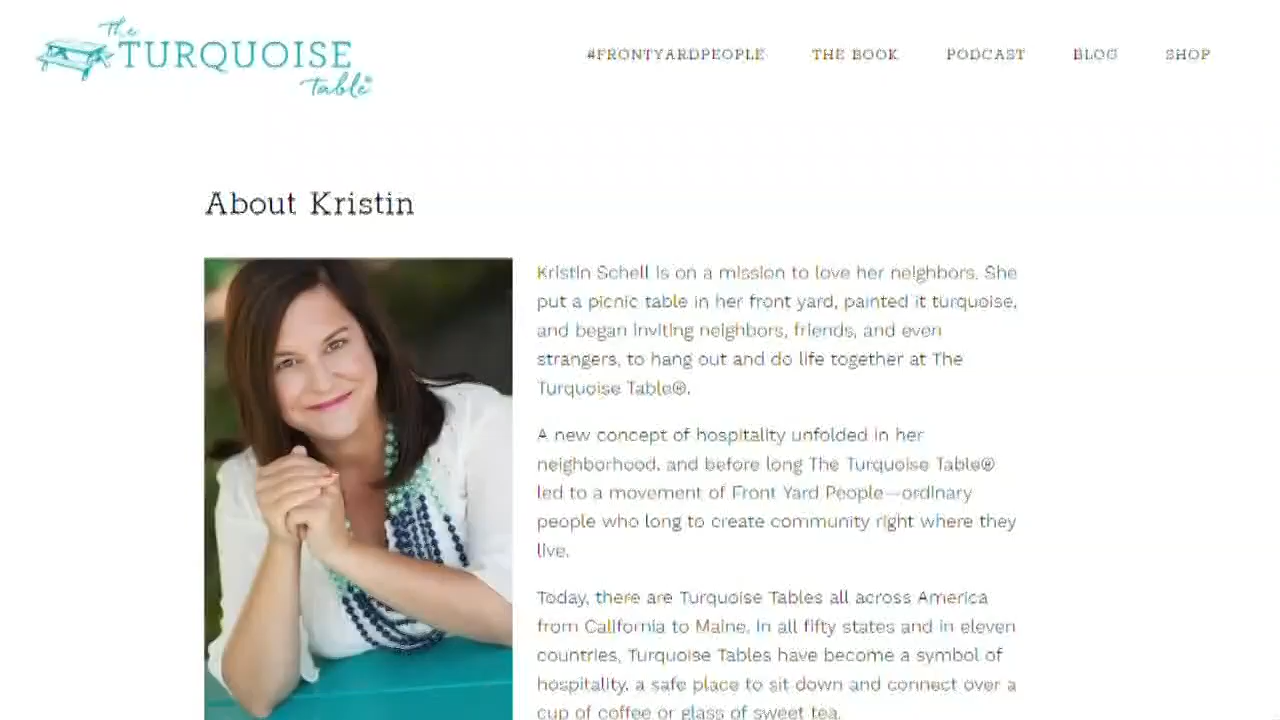 The
TURQUOISE
table®
#FRONTYARDPEOPLE
THE BOOK
PODCAST
BLOG
SHOP
About Kristin
Kristin Schell is on a mission to love her neighbors. She
put a picnic table in her front yard, painted it turquoise,
and began inviting neighbors, friends, and even
strangers, to hang out and do life together at The
Turquoise Table®.
A new concept of hospitality unfolded in her
neighborhood, and before long The Turquoise Table®
led to a movement of Front Yard People—ordinary
people who long to create community right where they
live.
Today, there are Turquoise Tables all across America
from California to Maine. In all fifty states and in eleven
countries, Turquoise Tables have become a symbol of
hospitality, a safe place to sit down and connect over a
cup of coffee or glass of sweet tea.